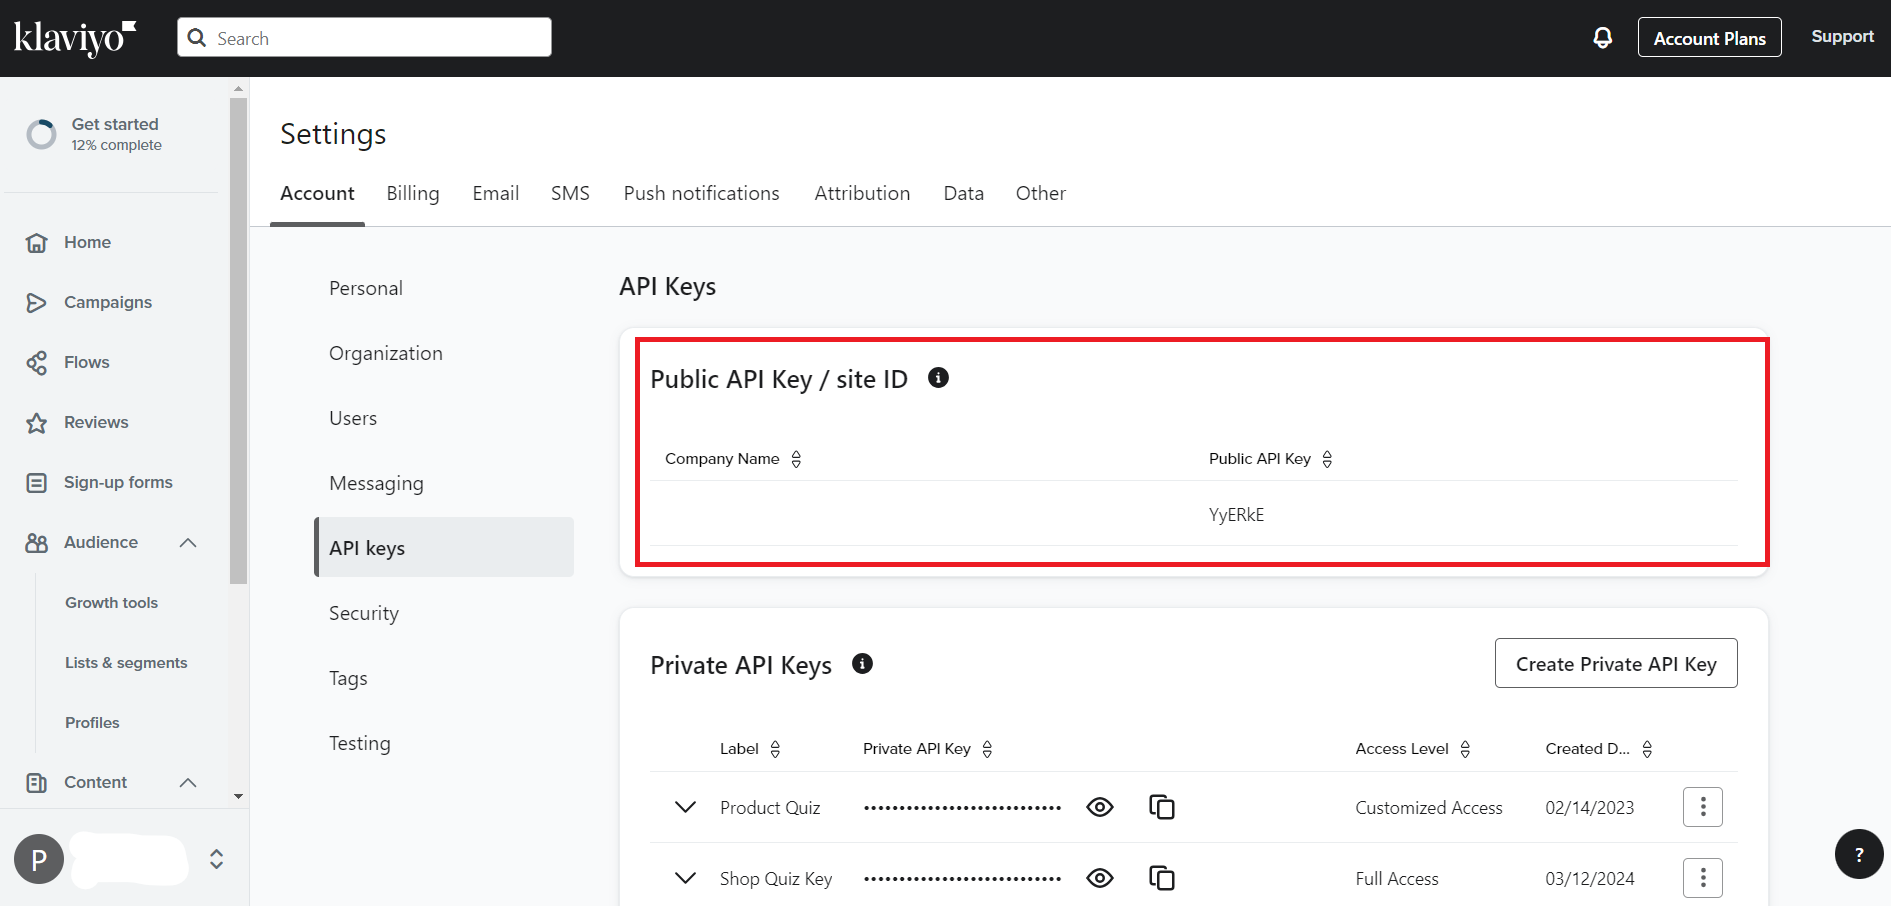 klaviyo
Search
Account Plans
Support
Get started
12% complete
Home
Campaigns
Flows
Reviews
Sign-up forms
Audience
Growth tools
Lists & segments
Profiles
Content
P
Settings
Account Billing Email SMS Push notifications Attribution Data Other
Personal
Organization
Users
Messaging
API keys
Security
Tags
Testing
API Keys
Public API Key / site ID
Company Name Public API Key
YyERkE
Private API Keys
Create Private API Key
Label Private API Key Access Level Created D...
Product Quiz •••••••••••••••••••••••••••• Customized Access 02/14/2023
Shop Quiz Key •••••••••••••••••••••••••••• Full Access 03/12/2024
?